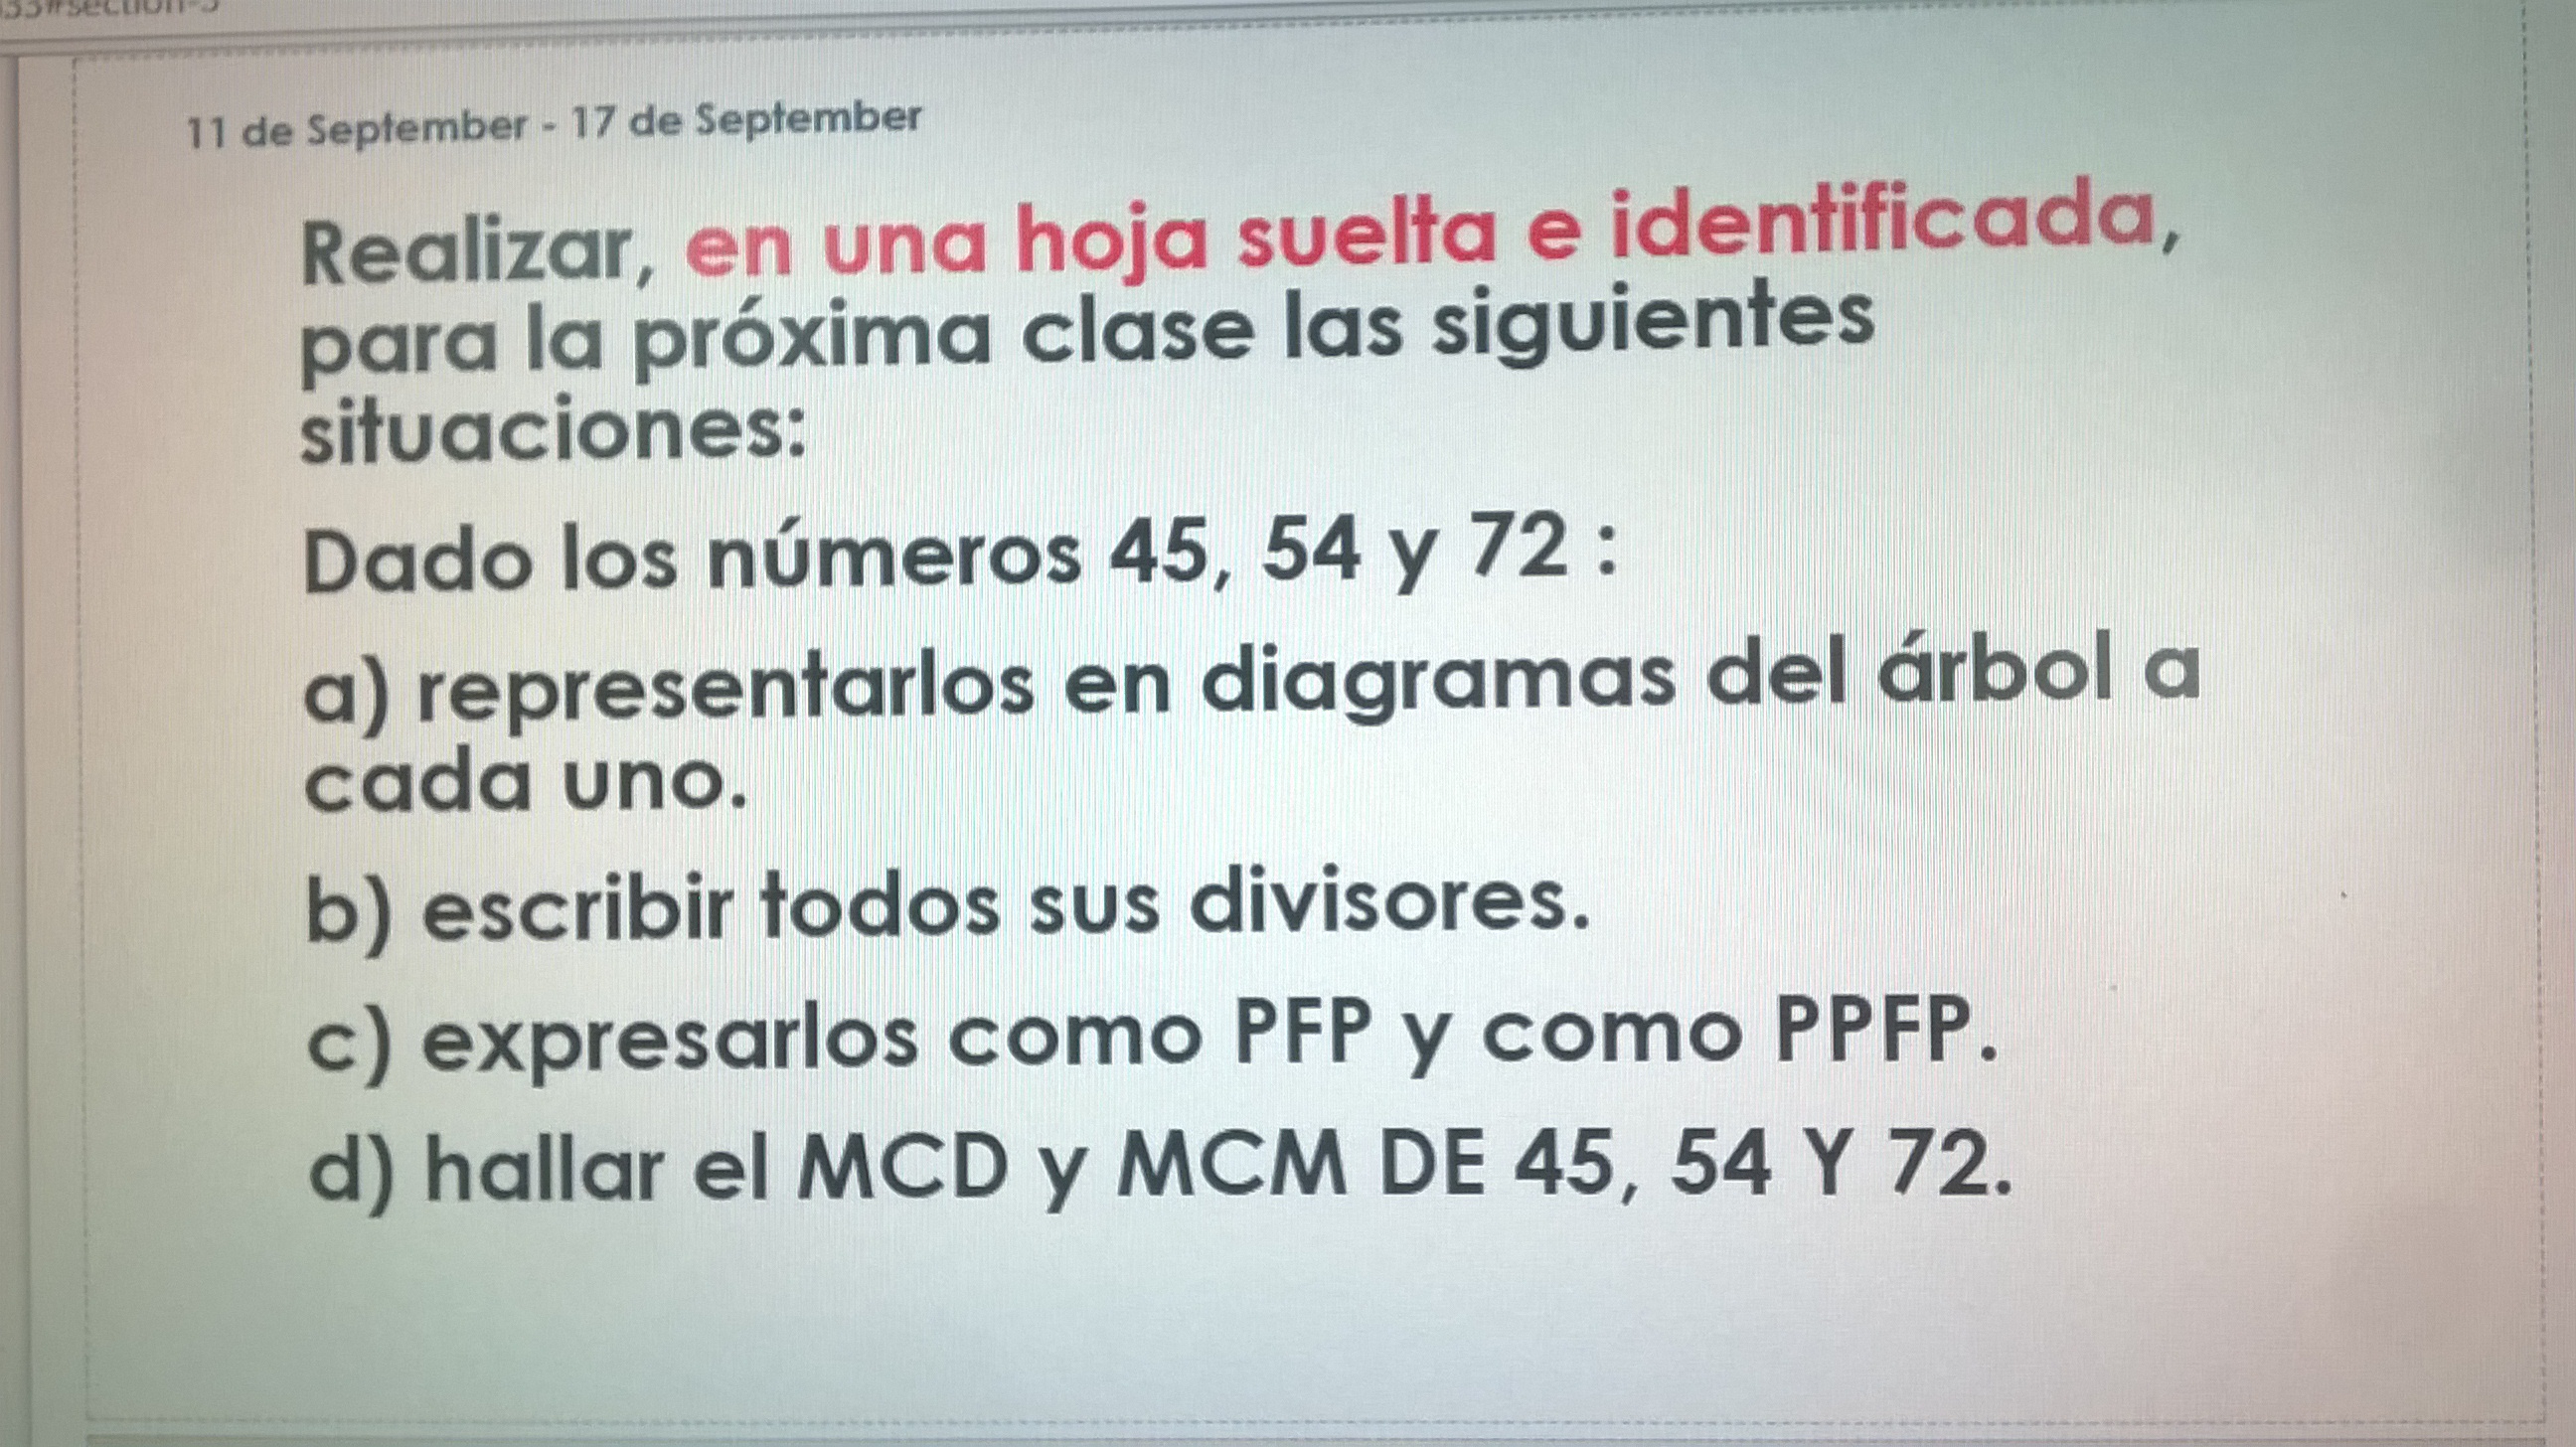 33#section-3
11 de September - 17 de September
Realizar, en una hoja suelta e identificada,
para la próxima clase las siguientes
situaciones:
Dado los números 45, 54 y 72 :
a) representarlos en diagramas del árbol a
cada uno.
b) escribir todos sus divisores.
c) expresarlos como PFP y como PPFP.
d) hallar el MCD y MCM DE 45, 54 Y 72.